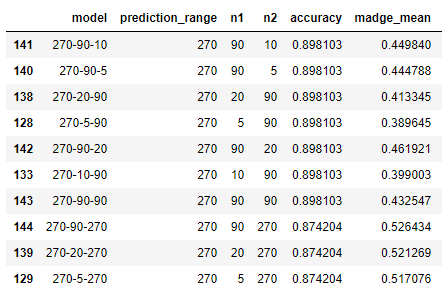 model prediction_range n1 n2 accuracy madge_mean
141 270-90-10 270 90 10 0.898103 0.449840
140 270-90-5 270 90 5 0.898103 0.444788
138 270-20-90 270 20 90 0.898103 0.413345
128 270-5-90 270 5 90 0.898103 0.389645
142 270-90-20 270 90 20 0.898103 0.461921
133 270-10-90 270 10 90 0.898103 0.399003
143 270-90-90 270 90 90 0.898103 0.432547
144 270-90-270 270 90 270 0.874204 0.526434
139 270-20-270 270 20 270 0.874204 0.521269
129 270-5-270 270 5 270 0.874204 0.517076